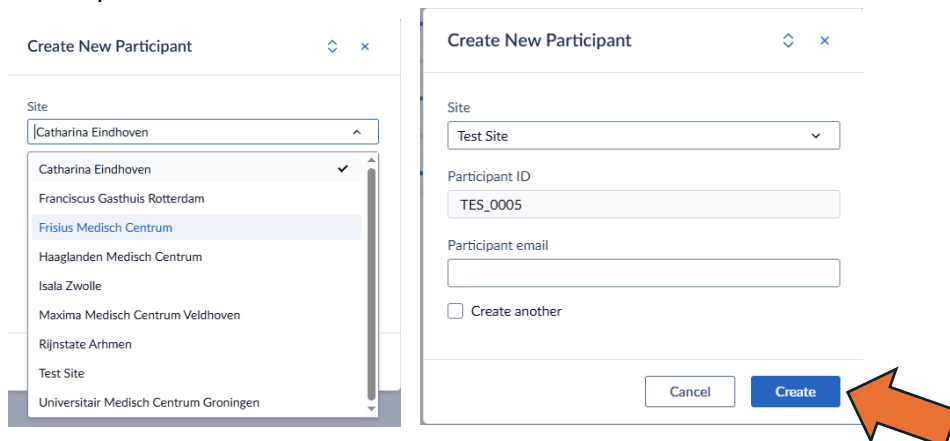 Create New Participant
Site
Catharina Eindhoven
Catharina Eindhoven
Franciscus Gasthuis Rotterdam
Frisius Medisch Centrum
Haaglanden Medisch Centrum
Isala Zwolle
Maxima Medisch Centrum Veldhoven
Rijnstate Arhmen
Test Site
Universitair Medisch Centrum Groningen
Create New Participant
Site
Test Site
Participant ID
TES_0005
Participant email
Create another
Cancel
Create